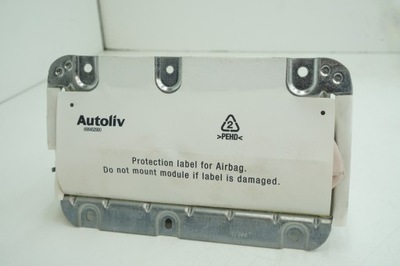 Autoliv
2
>PEHD<
Protection label for Airbag.
Do not mount module if label is damaged.